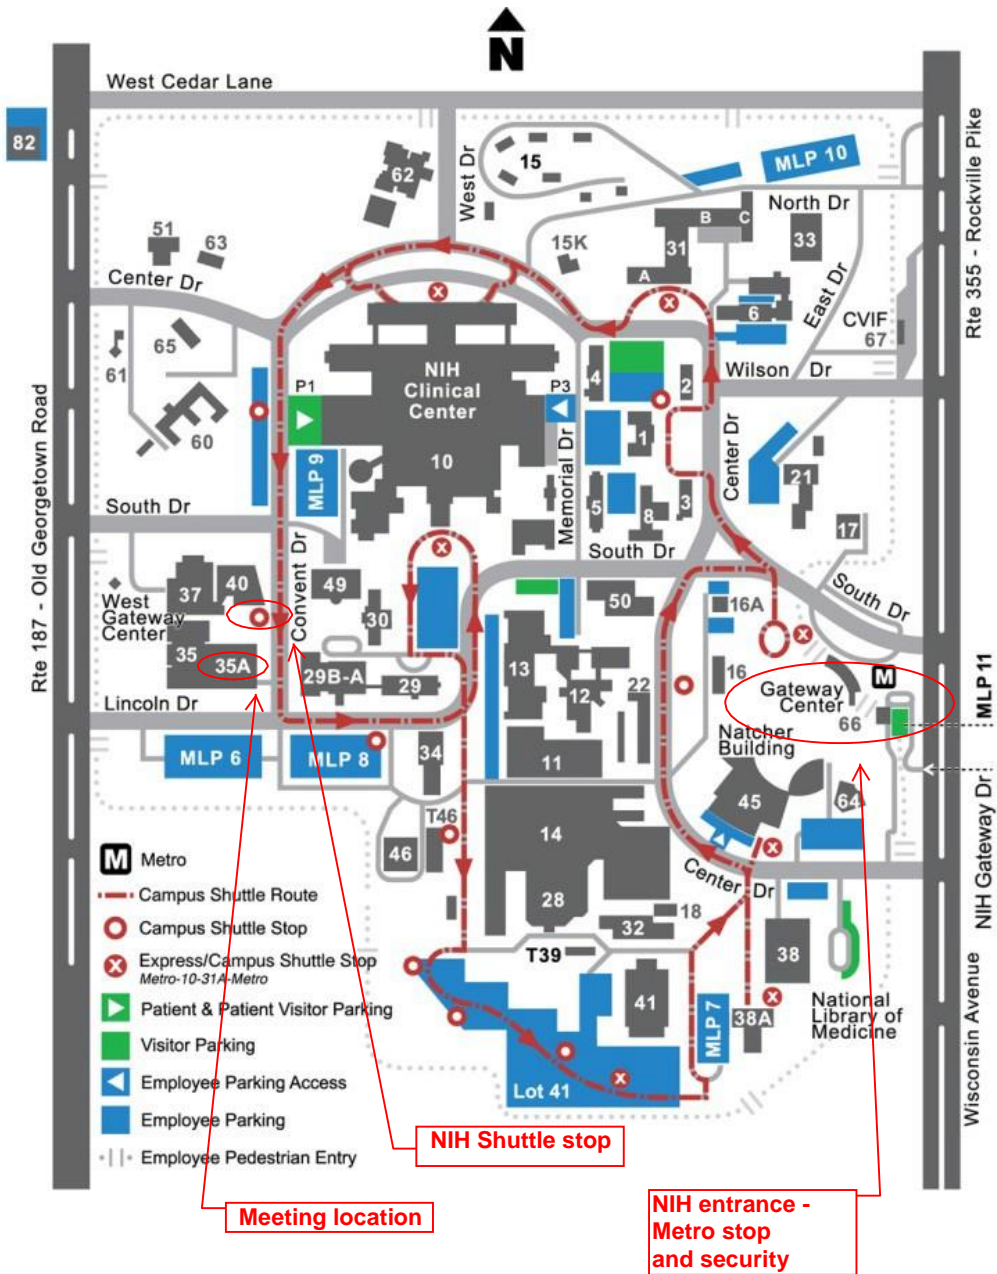 N
West Cedar Lane
82
Rte 187 - Old Georgetown Road
Rte 355 - Rockville Pike
West Dr
15
MLP 10
62
North Dr
B
C
31
33
A
15K
51
63
Center Dr
East Dr
6
CVIF
67
65
61
60
NIH
Clinical
Center
10
P1
P3
4
2
Wilson Dr
1
MLP 9
Memorial Dr
5
8
3
Center Dr
21
17
South Dr
South Dr
South Dr
37
40
49
Convent Dr
30
West
Gateway
Center
35
35A
29B-A
29
50
16A
16
13
12
22
Gateway
Center
66
M
MLP11
Lincoln Dr
MLP 6
MLP 8
34
11
Natcher
Building
45
64
NIH Gateway Dr
T46
46
14
28
Center Dr
18
32
T39
38
41
MLP 7
38A
National
Library of
Medicine
Lot 41
Wisconsin Avenue
M Metro
Campus Shuttle Route
Campus Shuttle Stop
X Express/Campus Shuttle Stop
Metro-10-31A-Metro
Patient & Patient Visitor Parking
Visitor Parking
Employee Parking Access
Employee Parking
Employee Pedestrian Entry
NIH Shuttle stop
Meeting location
NIH entrance -
Metro stop
and security